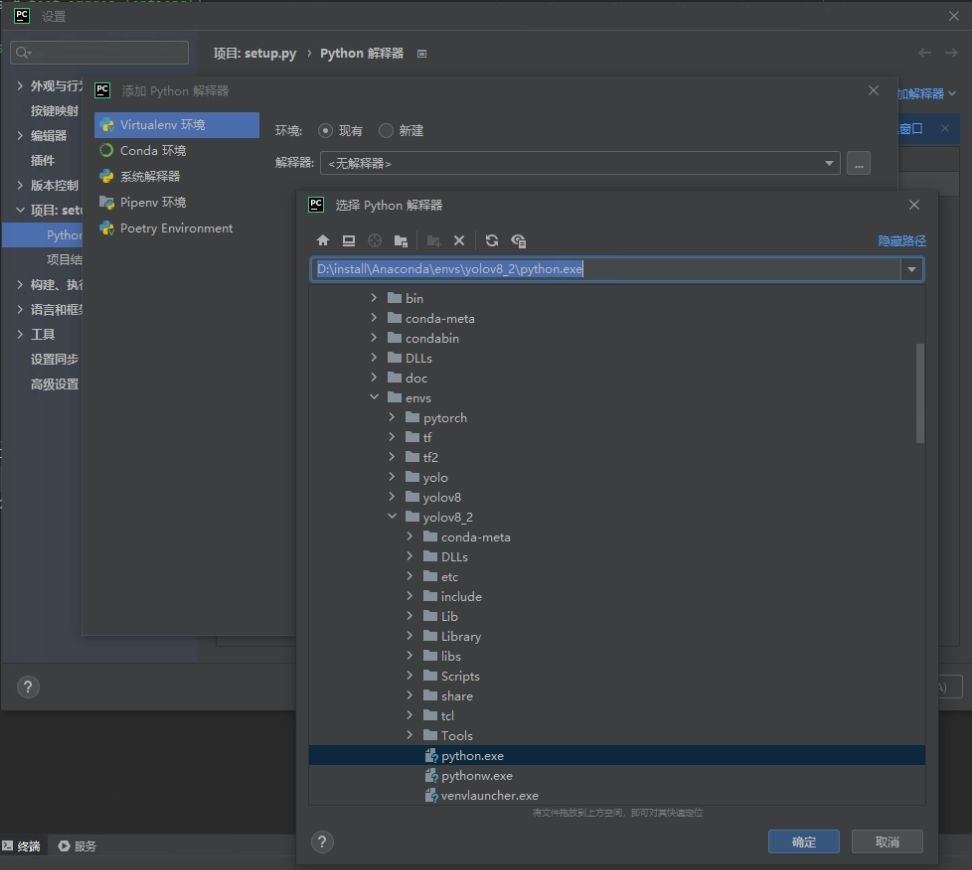 设置
项目: setup.py › Python 解释器
外观与行为
按键映射
编辑器
插件
版本控制
项目: setu
Python
项目结
构建、执行
语言和框架
工具
设置同步
高级设置
加解释器
窗口
添加 Python 解释器
Virtualenv 环境
Conda 环境
系统解释器
Pipenv 环境
Poetry Environment
环境: 现有 新建
解释器: <无解释器>
...
选择 Python 解释器
隐藏路径
D:\install\Anaconda\envs\yolov8_2\python.exe
bin
conda-meta
condabin
DLLs
doc
envs
pytorch
tf
tf2
yolo
yolov8
yolov8_2
conda-meta
DLLs
etc
include
Lib
Library
libs
Scripts
share
tcl
Tools
python.exe
pythonw.exe
venvlauncher.exe
将文件拖放到上方空间，即可对其快速定位
? 确定 取消
?
A)
终端 服务